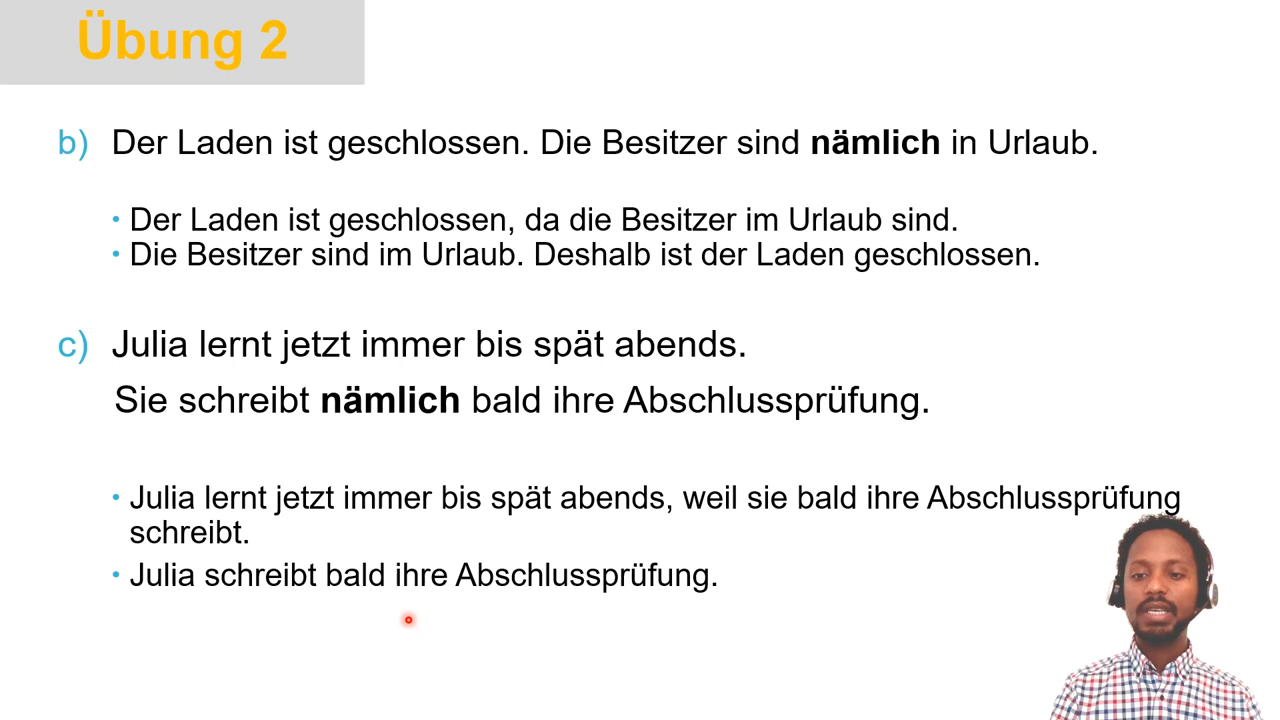 Übung 2
b) Der Laden ist geschlossen. Die Besitzer sind nämlich in Urlaub.
• Der Laden ist geschlossen, da die Besitzer im Urlaub sind.
• Die Besitzer sind im Urlaub. Deshalb ist der Laden geschlossen.
c) Julia lernt jetzt immer bis spät abends.
Sie schreibt nämlich bald ihre Abschlussprüfung.
• Julia lernt jetzt immer bis spät abends, weil sie bald ihre Abschlussprüfung
schreibt.
• Julia schreibt bald ihre Abschlussprüfung.